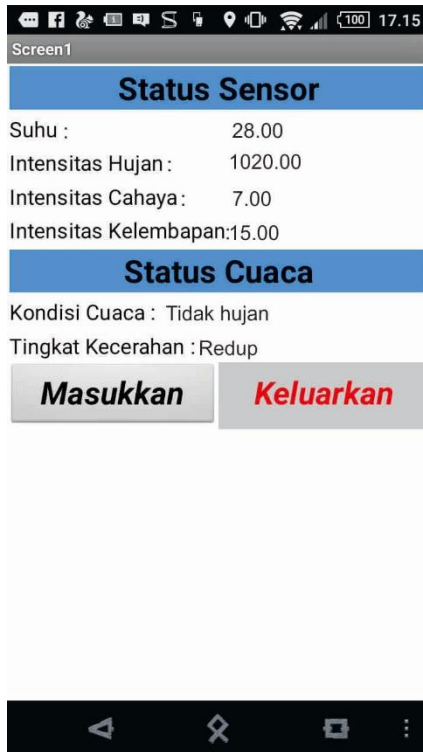 100 17.15
Screen1
Status Sensor
Suhu : 28.00
Intensitas Hujan : 1020.00
Intensitas Cahaya : 7.00
Intensitas Kelembapan:15.00
Status Cuaca
Kondisi Cuaca : Tidak hujan
Tingkat Kecerahan : Redup
Masukkan Keluarkan